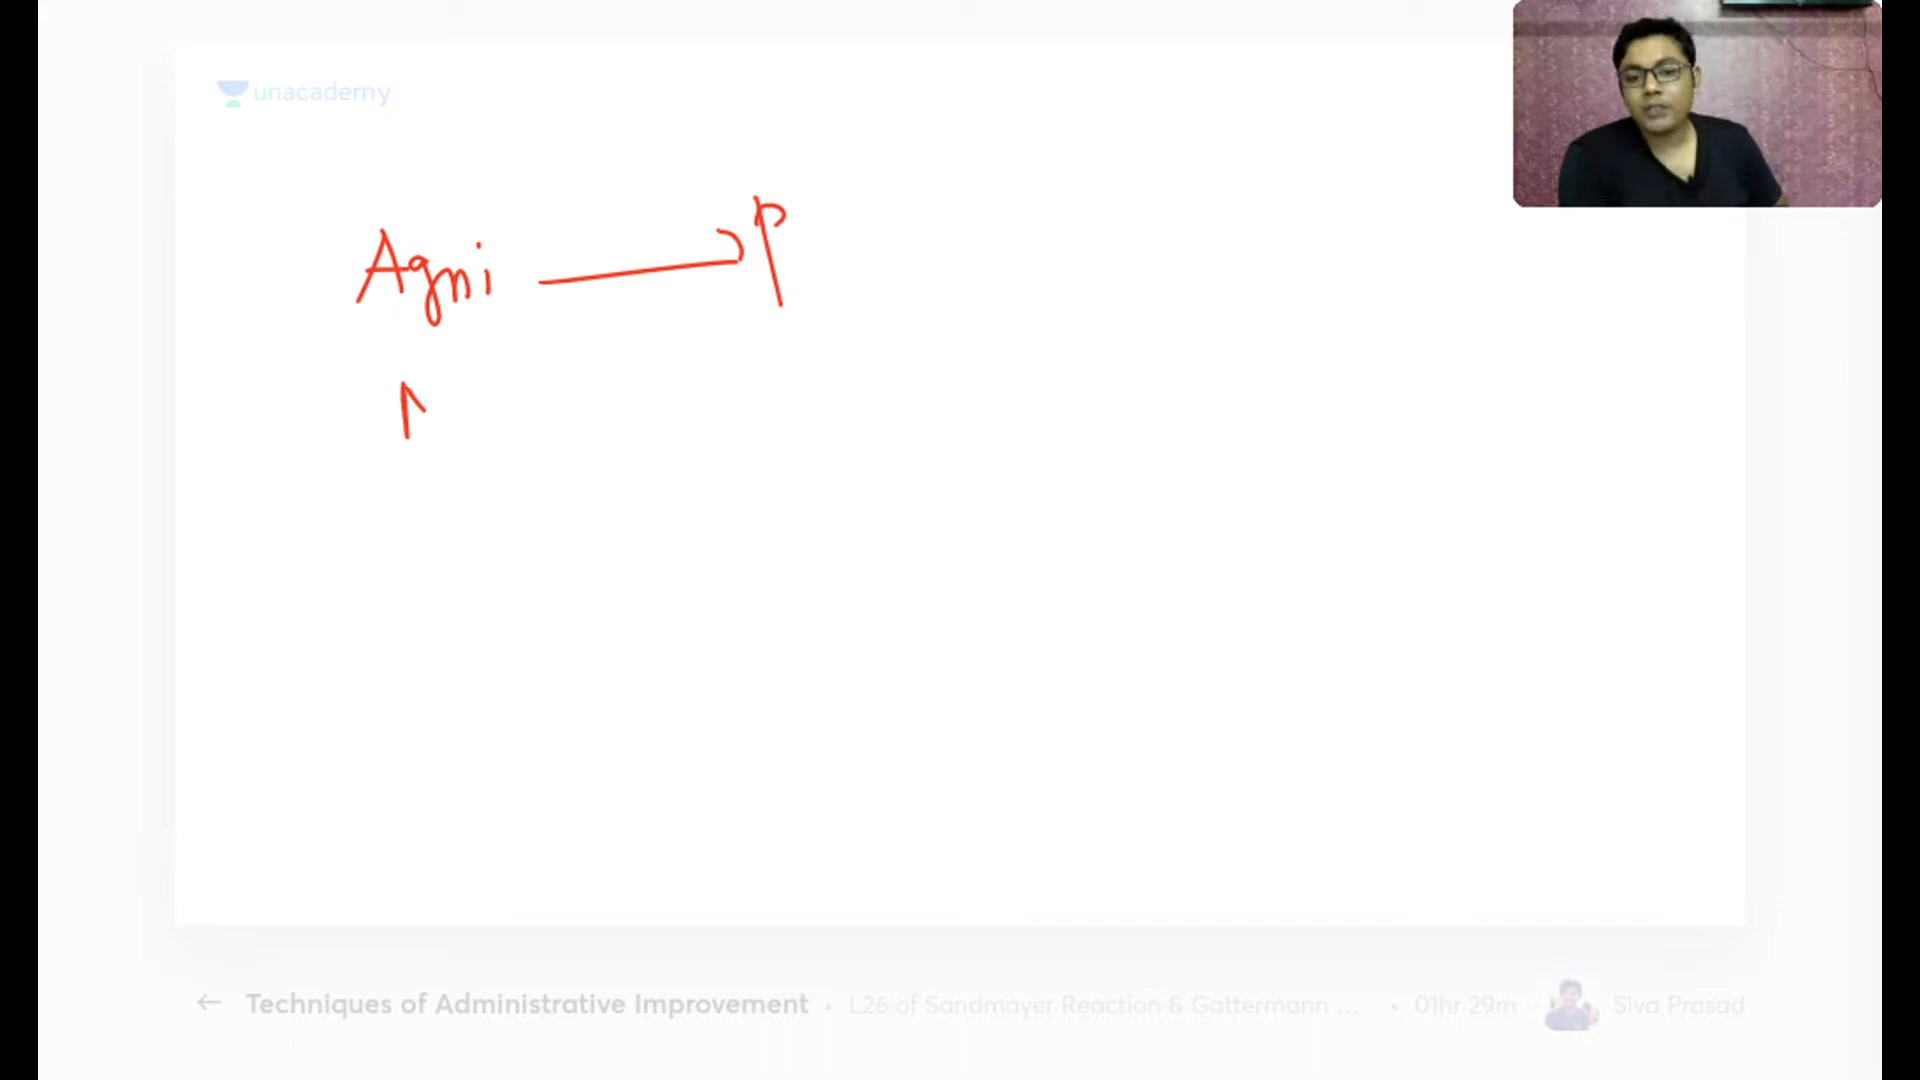 unacademy
Agni → P
Techniques of Administrative Improvement • L26 of Sandmayer Reaction & Gattermann ... • 01hr 29m Siva Prasad